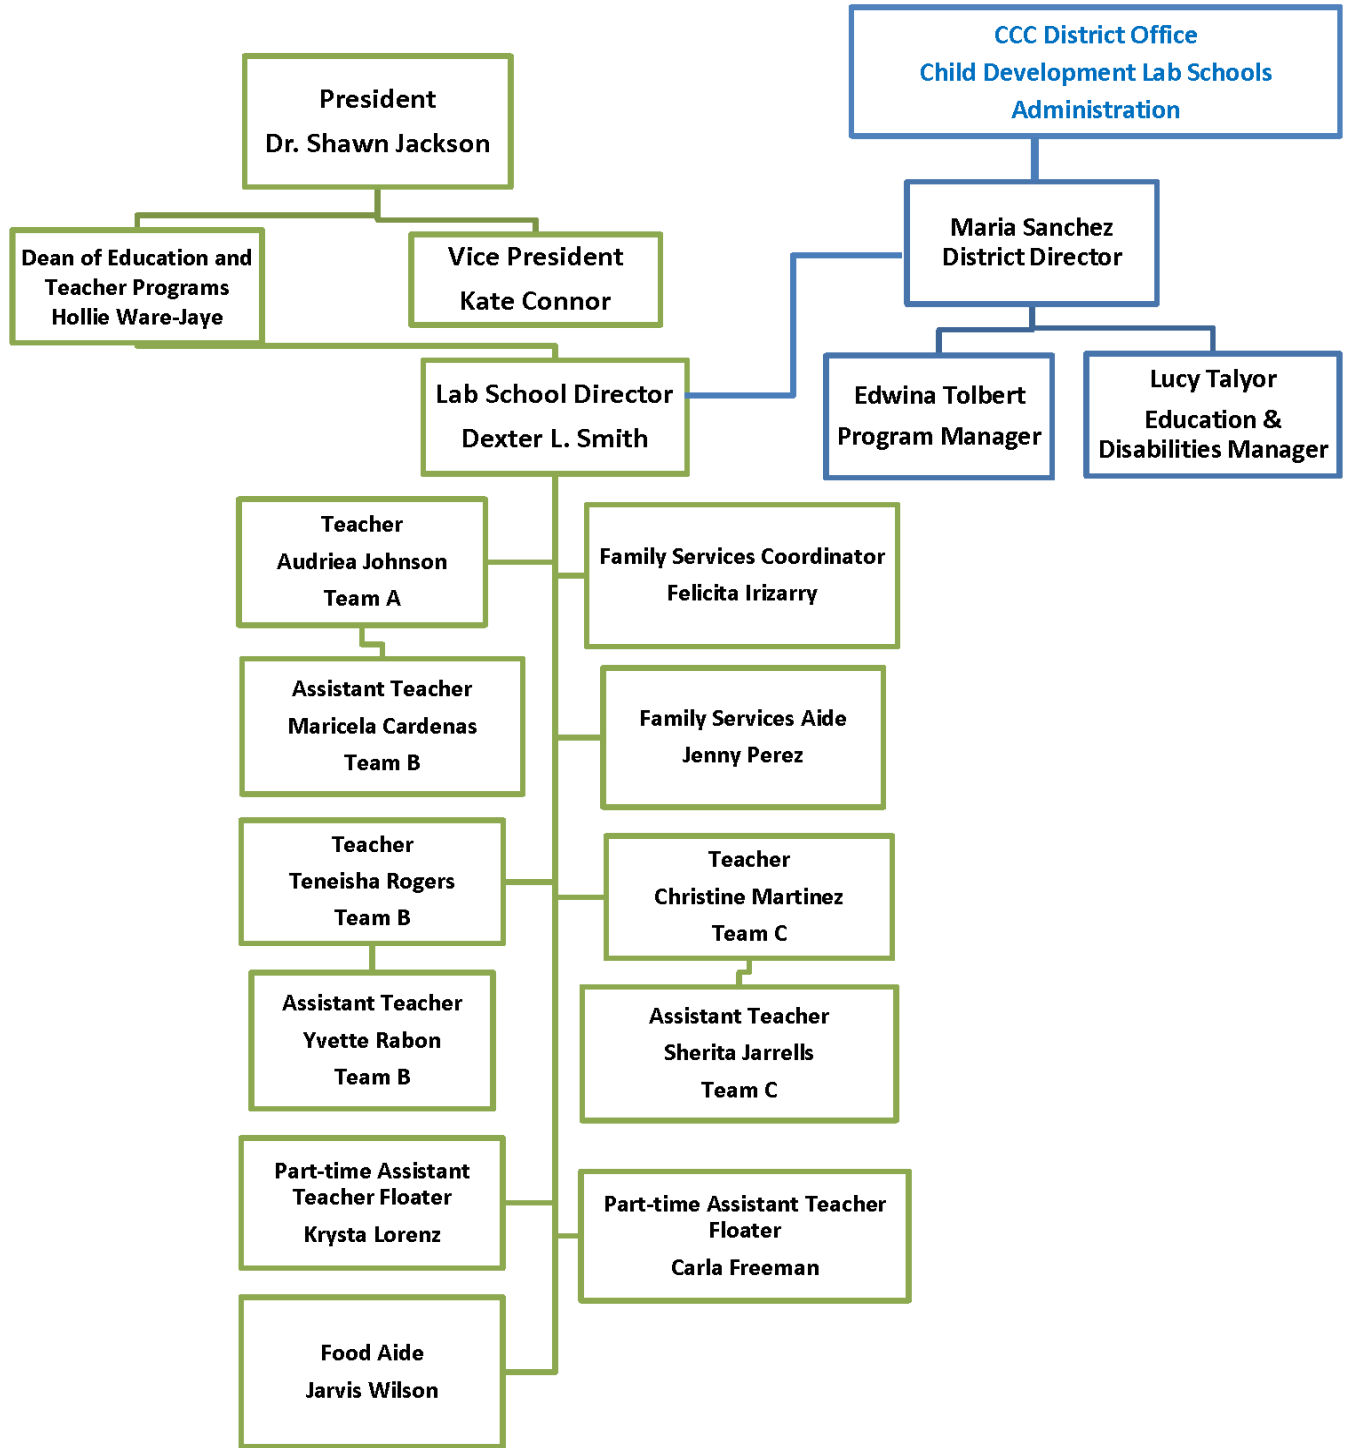 CCC District Office
Child Development Lab Schools
Administration
President
Dr. Shawn Jackson
Maria Sanchez
District Director
Dean of Education and
Teacher Programs
Hollie Ware-Jaye
Vice President
Kate Connor
Lab School Director
Dexter L. Smith
Edwina Tolbert
Program Manager
Lucy Talyor
Education &
Disabilities Manager
Teacher
Audriea Johnson
Team A
Family Services Coordinator
Felicita Irizarry
Assistant Teacher
Maricela Cardenas
Team B
Family Services Aide
Jenny Perez
Teacher
Teneisha Rogers
Team B
Teacher
Christine Martinez
Team C
Assistant Teacher
Yvette Rabon
Team B
Assistant Teacher
Sherita Jarrells
Team C
Part-time Assistant
Teacher Floater
Krysta Lorenz
Part-time Assistant Teacher
Floater
Carla Freeman
Food Aide
Jarvis Wilson